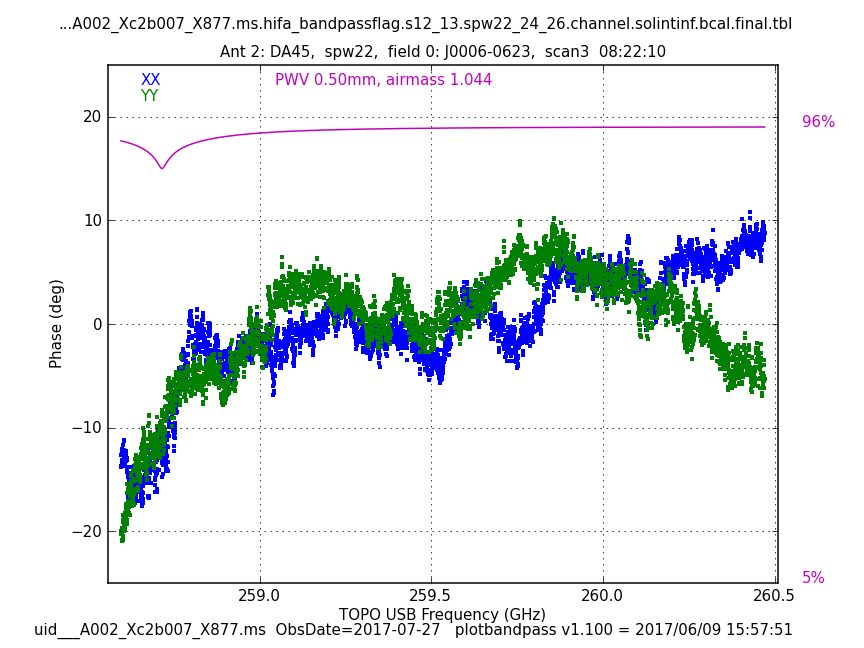 ...A002_Xc2b007_X877.ms.hifa_bandpassflag.s12_13.spw22_24_26.channel.solintinf.bcal.final.tbl
Ant 2: DA45, spw22, field 0: J0006-0623, scan3 08:22:10
XX
YY
PWV 0.50mm, airmass 1.044
96%
5%
20
10
0
−10
−20
Phase (deg)
259.0 259.5 260.0 260.5
TOPO USB Frequency (GHz)
uid___A002_Xc2b007_X877.ms ObsDate=2017-07-27 plotbandpass v1.100 = 2017/06/09 15:57:51